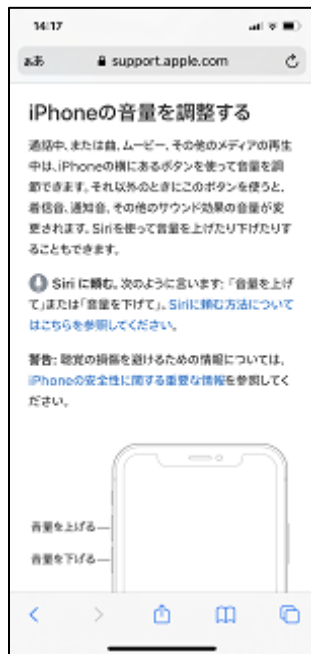 14:17
ああ
support.apple.com
iPhoneの音量を調整する
通話中、または曲、ムービー、その他のメディアの再生
中は、iPhoneの横にあるボタンを使って音量を調
節できます。それ以外のときにこのボタンを使うと、
着信音、通知音、その他のサウンド効果の音量が変
更されます。Siriを使って音量を上げたり下げたりす
ることもできます。
Siri に頼む。次のように言います:「音量を上げ
て」または「音量を下げて」。Siriに頼む方法について
はこちらを参照してください。
警告: 聴覚の損傷を避けるための情報については、
iPhoneの安全性に関する重要な情報を参照してく
ださい。
音量を上げる
音量を下げる